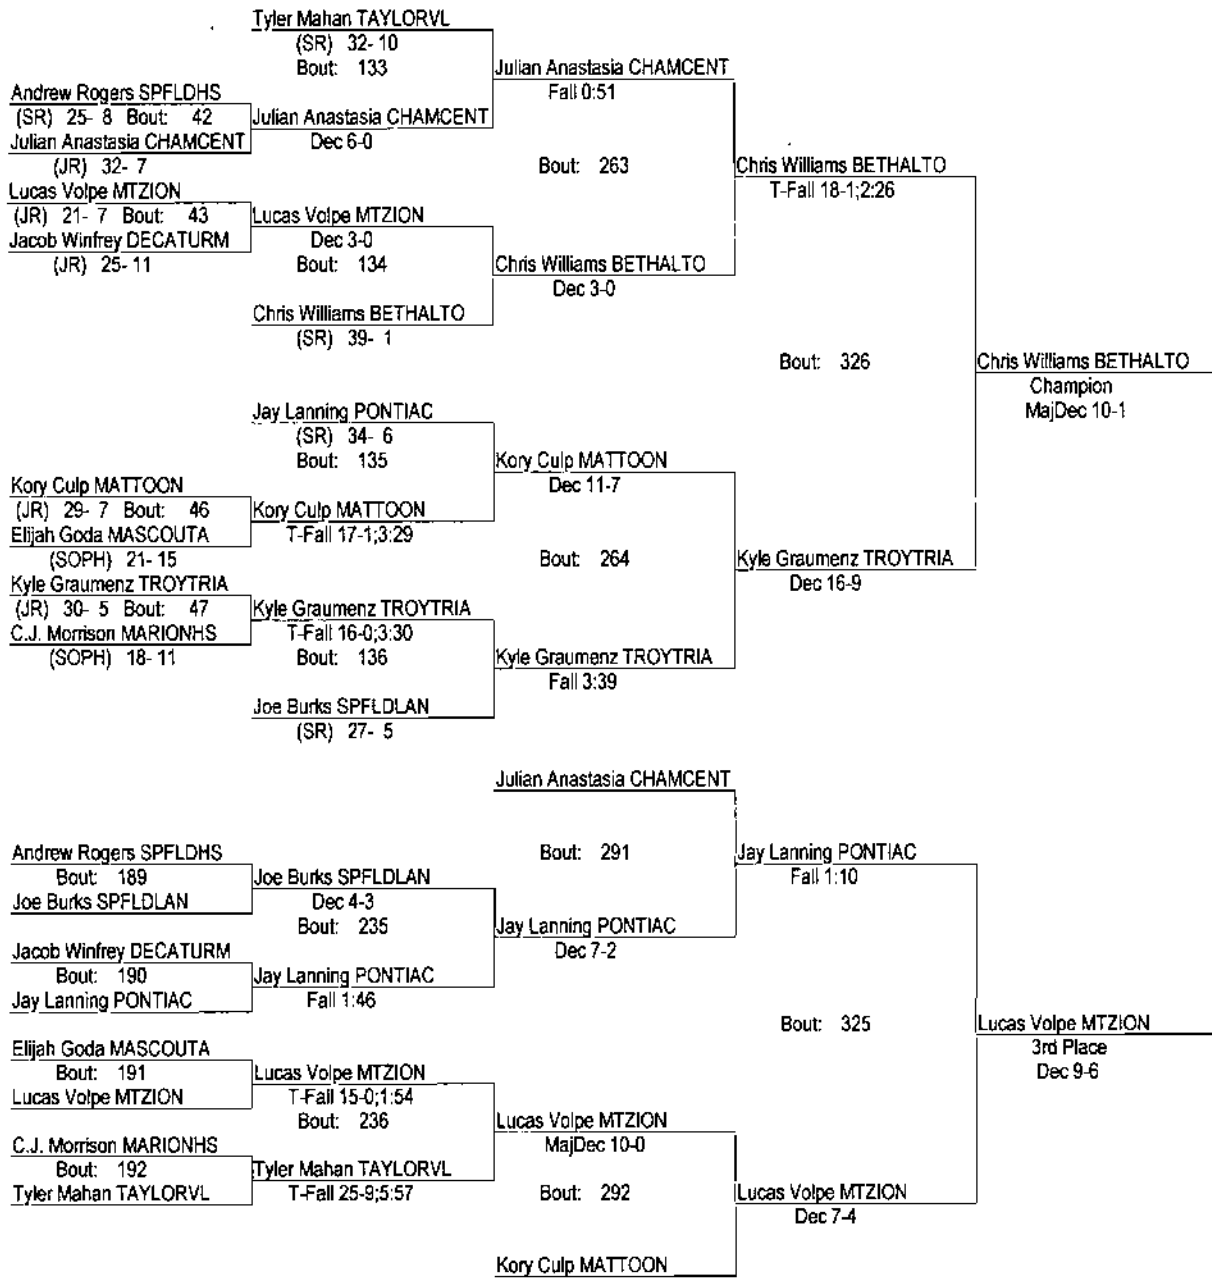 Tyler Mahan TAYLORVL
(SR) 32- 10
Bout: 133
Julian Anastasia CHAMCENT
Fall 0:51
Andrew Rogers SPFLDHS
(SR) 25- 8 Bout: 42
Julian Anastasia CHAMCENT
Julian Anastasia CHAMCENT
Dec 6-0
(JR) 32- 7
Bout: 263
Chris Williams BETHALTO
T-Fall 18-1;2:26
Lucas Volpe MTZION
(JR) 21- 7 Bout: 43
Lucas Volpe MTZION
Jacob Winfrey DECATURM
Dec 3-0
(JR) 25- 11
Bout: 134
Chris Williams BETHALTO
Dec 3-0
Chris Williams BETHALTO
(SR) 39- 1
Bout: 326
Chris Williams BETHALTO
Champion
MajDec 10-1
Jay Lanning PONTIAC
(SR) 34- 6
Bout: 135
Kory Culp MATTOON
Dec 11-7
Kory Culp MATTOON
(JR) 29- 7 Bout: 46
Kory Culp MATTOON
Elijah Goda MASCOUTA
T-Fall 17-1;3:29
(SOPH) 21- 15
Bout: 264
Kyle Graumenz TROYTRIA
Dec 16-9
Kyle Graumenz TROYTRIA
(JR) 30- 5 Bout: 47
Kyle Graumenz TROYTRIA
C.J. Morrison MARIONHS
T-Fall 16-0;3:30
(SOPH) 18- 11
Bout: 136
Kyle Graumenz TROYTRIA
Fall 3:39
Joe Burks SPFLDLAN
(SR) 27- 5
Julian Anastasia CHAMCENT
Andrew Rogers SPFLDHS
Bout: 291
Jay Lanning PONTIAC
Fall 1:10
Bout: 189
Joe Burks SPFLDLAN
Joe Burks SPFLDLAN
Dec 4-3
Bout: 235
Jay Lanning PONTIAC
Dec 7-2
Jacob Winfrey DECATURM
Bout: 190
Jay Lanning PONTIAC
Jay Lanning PONTIAC
Fall 1:46
Bout: 325
Lucas Volpe MTZION
3rd Place
Dec 9-6
Elijah Goda MASCOUTA
Bout: 191
Lucas Volpe MTZION
Lucas Volpe MTZION
T-Fall 15-0;1:54
Bout: 236
Lucas Volpe MTZION
MajDec 10-0
C.J. Morrison MARIONHS
Bout: 192
Tyler Mahan TAYLORVL
Tyler Mahan TAYLORVL
T-Fall 25-9;5:57
Bout: 292
Lucas Volpe MTZION
Dec 7-4
Kory Culp MATTOON